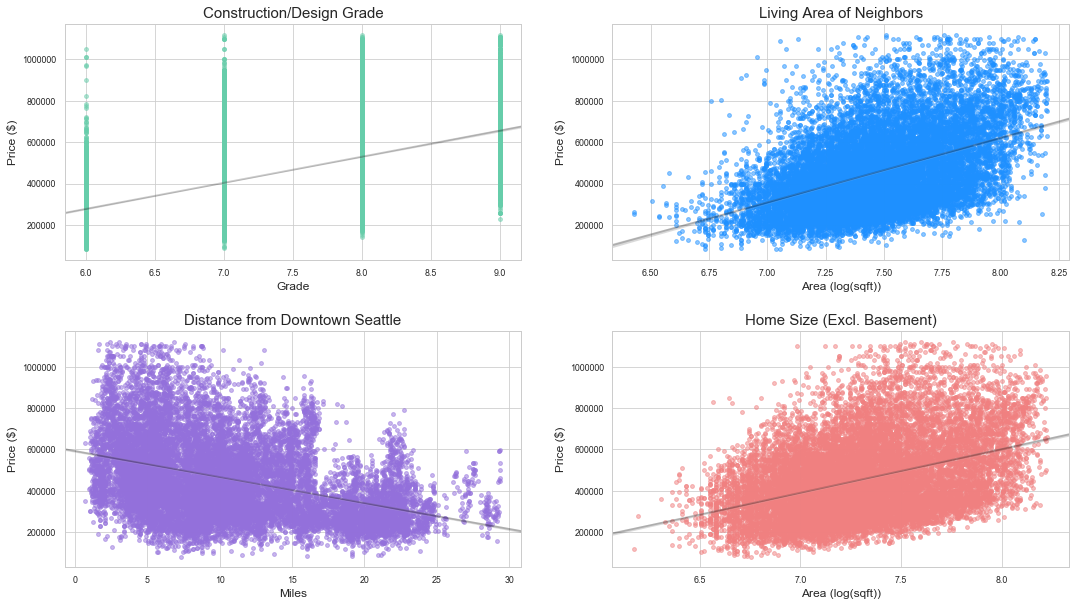 Construction/Design Grade
Price ($)
1000000
800000
600000
400000
200000
6.0 6.5 7.0 7.5 8.0 8.5 9.0
Grade
Living Area of Neighbors
Price ($)
1000000
800000
600000
400000
200000
6.50 6.75 7.00 7.25 7.50 7.75 8.00 8.25
Area (log(sqft))
Distance from Downtown Seattle
Price ($)
1000000
800000
600000
400000
200000
0 5 10 15 20 25 30
Miles
Home Size (Excl. Basement)
Price ($)
1000000
800000
600000
400000
200000
6.5 7.0 7.5 8.0
Area (log(sqft))